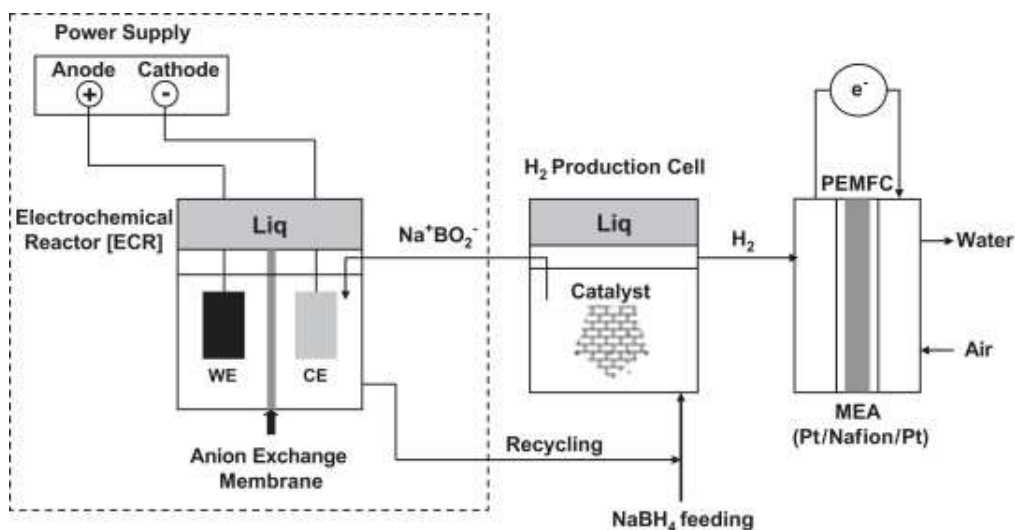 Power Supply
Anode Cathode
+ -
Electrochemical
Reactor [ECR]
Liq
WE CE
Anion Exchange
Membrane
Na⁺BO₂⁻
Recycling
H₂ Production Cell
Liq
Catalyst
NaBH₄ feeding
H₂
e⁻
PEMFC
Water
Air
MEA
(Pt/Nafion/Pt)